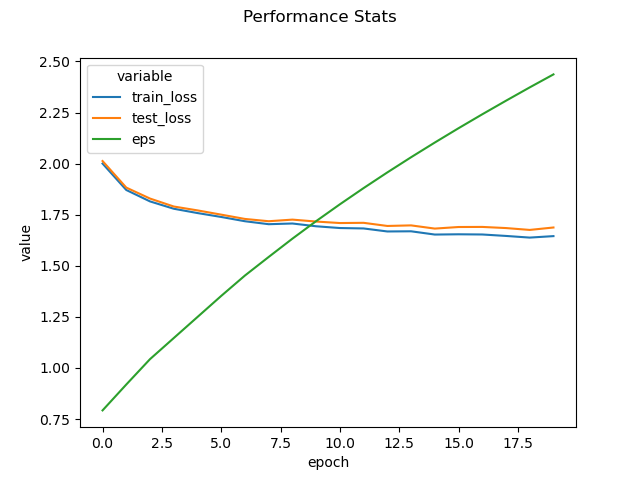 Performance Stats
2.50
2.25
2.00
1.75
1.50
1.25
1.00
0.75
value
variable
train_loss
test_loss
eps
0.0 2.5 5.0 7.5 10.0 12.5 15.0 17.5
epoch